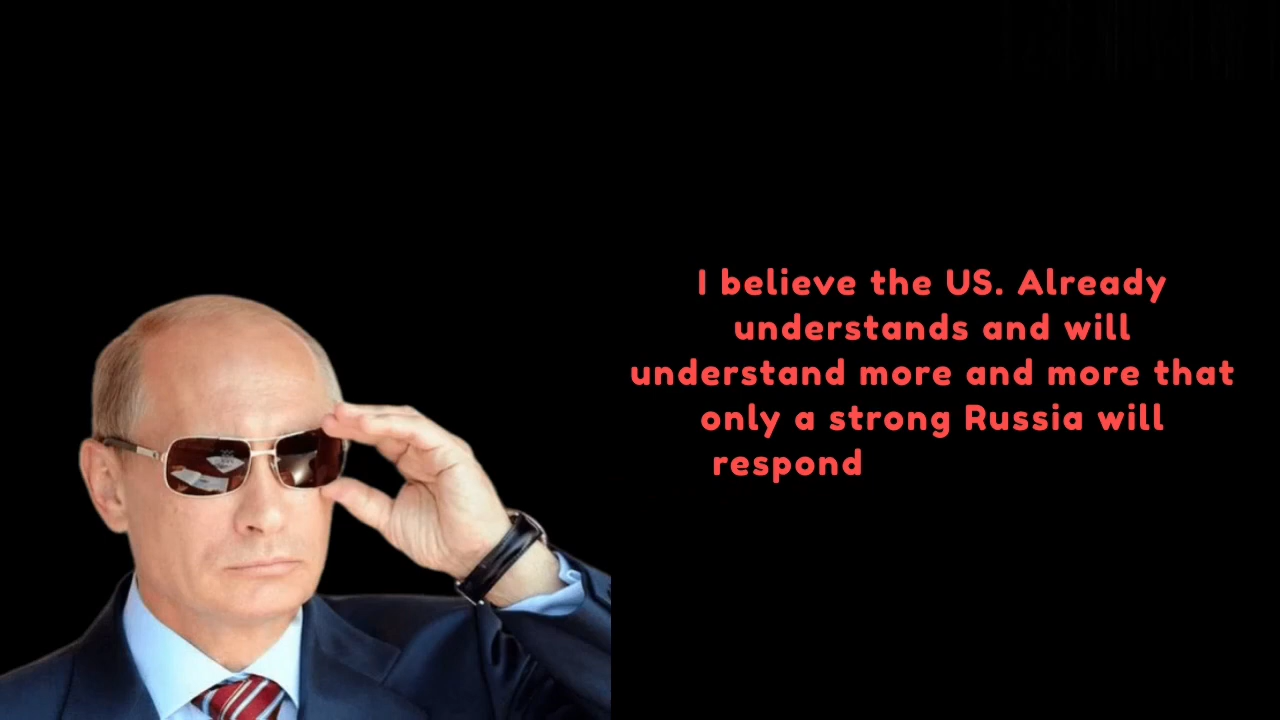 I believe the US. Already
understands and will
understand more and more that
only a strong Russia will
respond